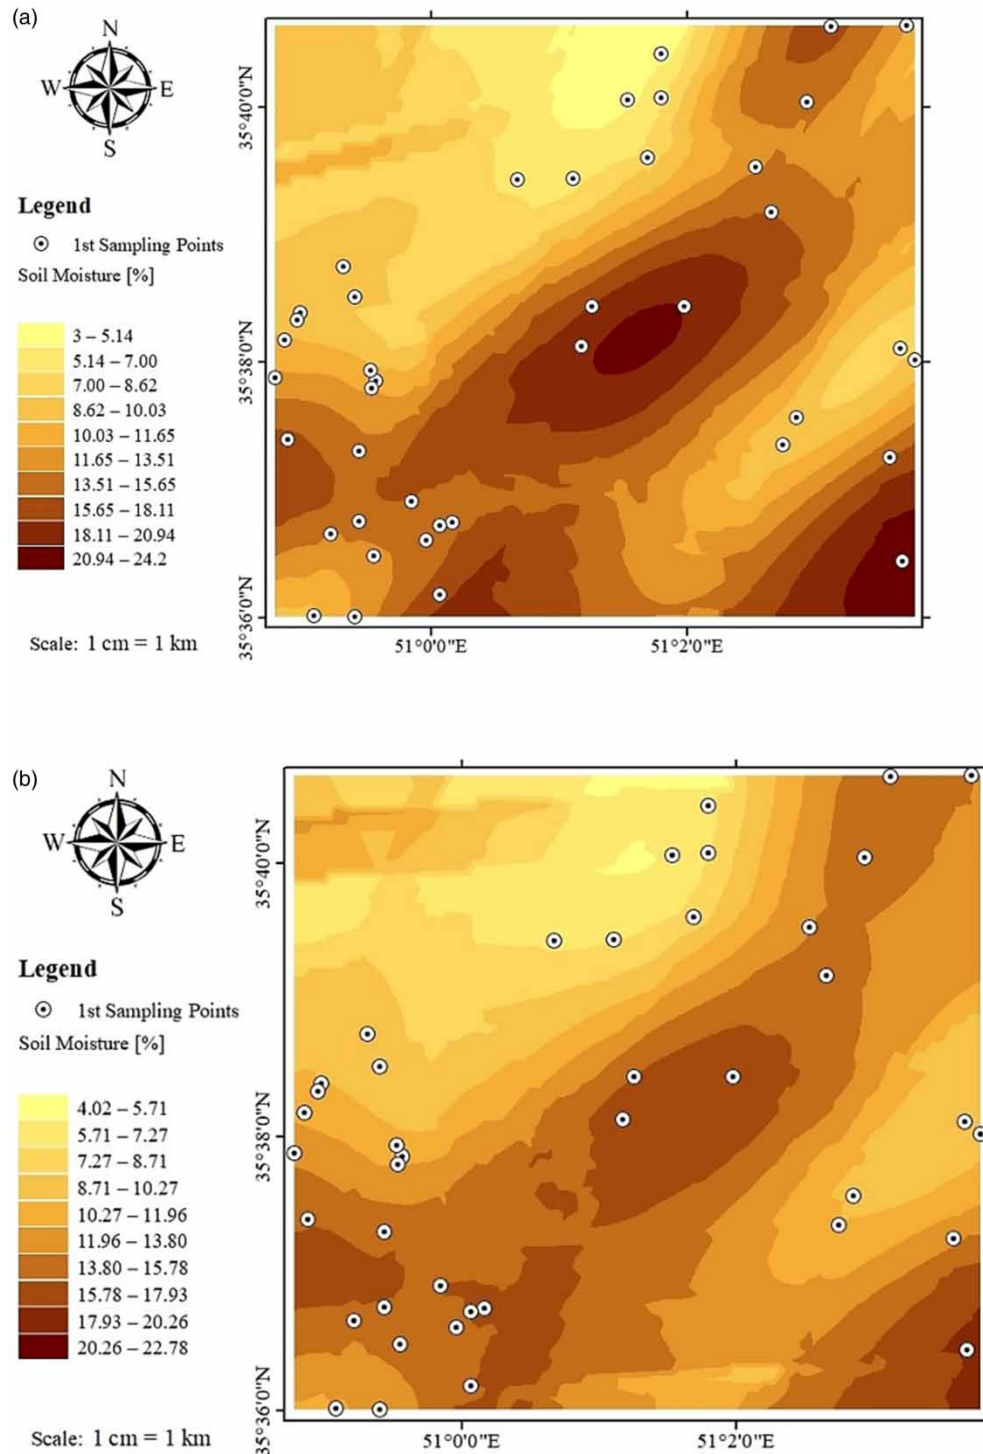 (a)
N
W E
S
Legend
1st Sampling Points
Soil Moisture [%]
3 – 5.14
5.14 – 7.00
7.00 – 8.62
8.62 – 10.03
10.03 – 11.65
11.65 – 13.51
13.51 – 15.65
15.65 – 18.11
18.11 – 20.94
20.94 – 24.2
Scale: 1 cm = 1 km
35°40'0"N
35°38'0"N
35°36'0"N
51°0'0"E 51°2'0"E
(b)
N
W E
S
Legend
1st Sampling Points
Soil Moisture [%]
4.02 – 5.71
5.71 – 7.27
7.27 – 8.71
8.71 – 10.27
10.27 – 11.96
11.96 – 13.80
13.80 – 15.78
15.78 – 17.93
17.93 – 20.26
20.26 – 22.78
Scale: 1 cm = 1 km
35°40'0"N
35°38'0"N
35°36'0"N
51°0'0"E 51°2'0"E